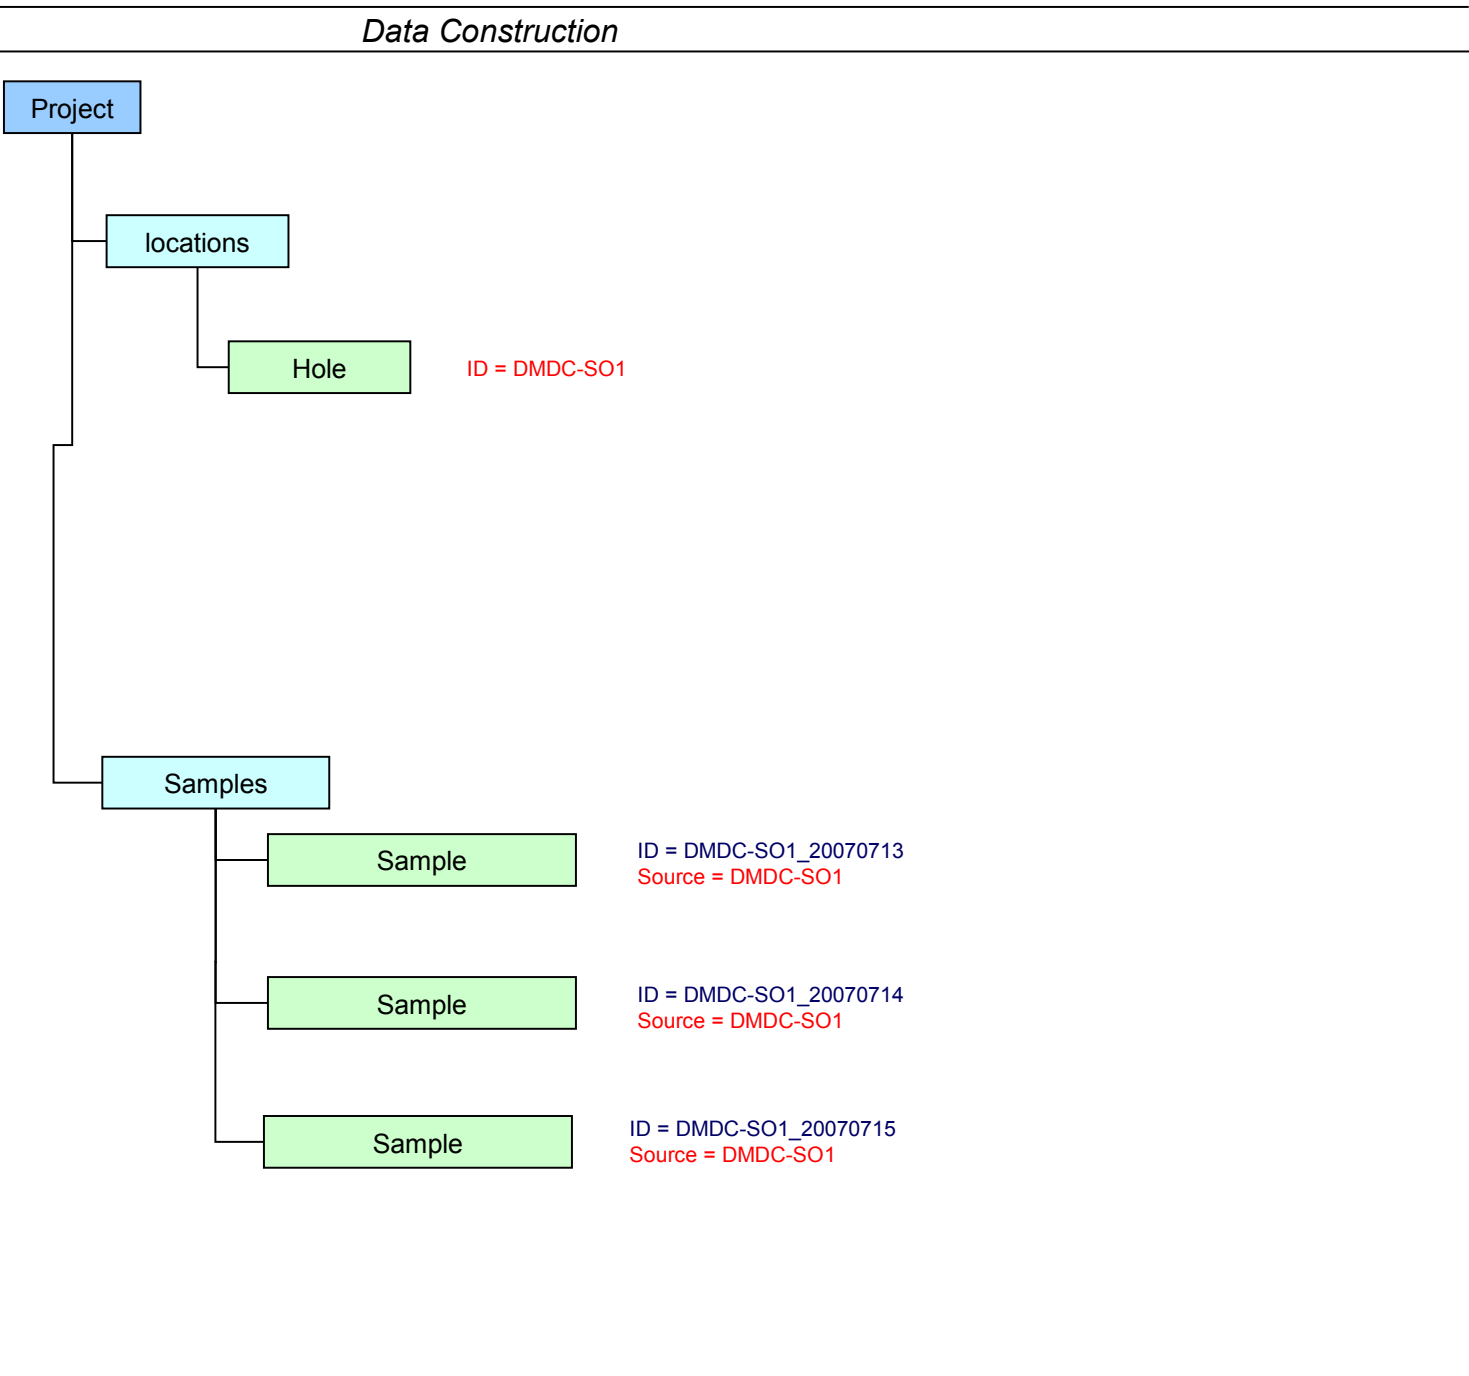 Data Construction
Project
locations
Hole
ID = DMDC-SO1
Samples
Sample
ID = DMDC-SO1_20070713
Source = DMDC-SO1
Sample
ID = DMDC-SO1_20070714
Source = DMDC-SO1
Sample
ID = DMDC-SO1_20070715
Source = DMDC-SO1